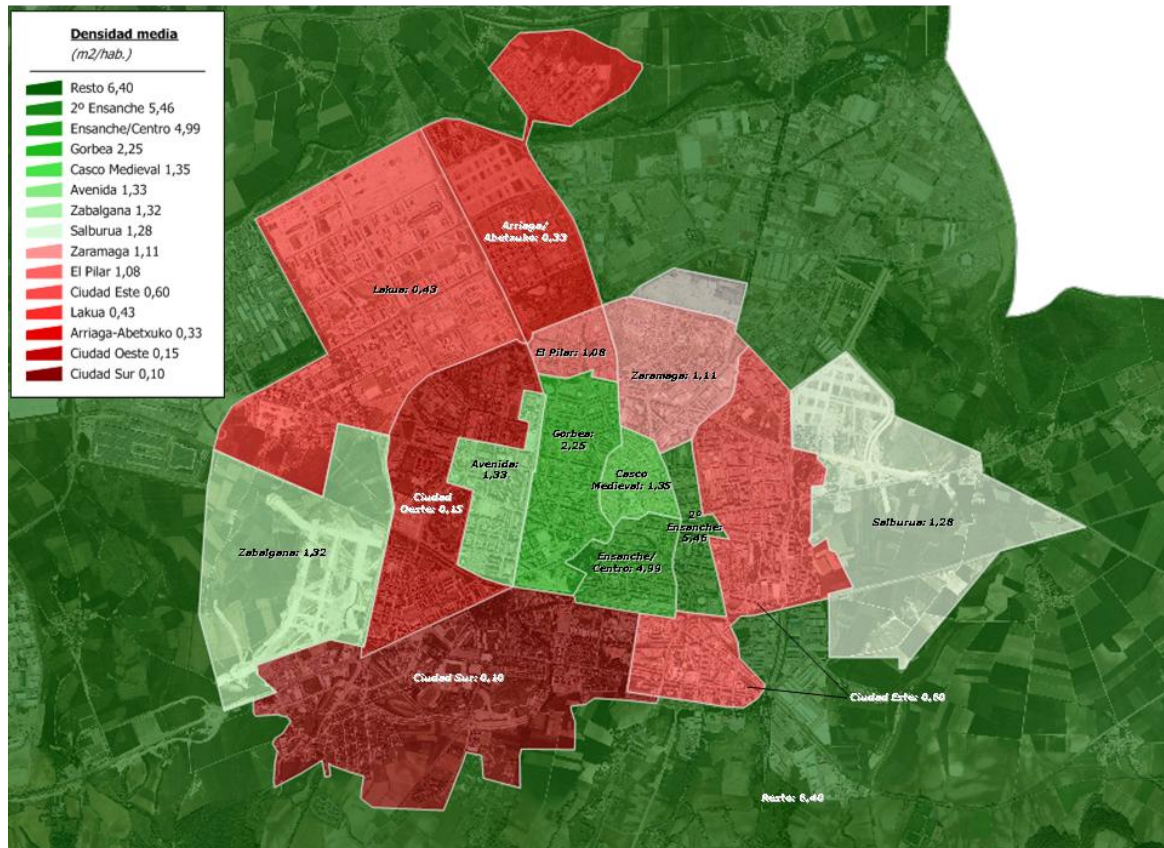 Densidad media
(m2/hab.)
Resto 6,40
2º Ensanche 5,46
Ensanche/Centro 4,99
Gorbea 2,25
Casco Medieval 1,35
Avenida 1,33
Zabalgana 1,32
Salburua 1,28
Zaramaga 1,11
El Pilar 1,08
Ciudad Este 0,60
Lakua 0,43
Arriaga-Abetxuko 0,33
Ciudad Oeste 0,15
Ciudad Sur 0,10
Arriaga/
Abetxuko: 0,33
Lakua: 0,43
El Pilar: 1,08
Zaramaga: 1,11
Gorbea:
2,25
Avenida:
1,33
Casco
Medieval: 1,35
Ciudad
Oeste: 0,15
2º
Ensanche:
5,46
Salburua: 1,28
Zabalgana: 1,32
Ensanche/
Centro: 4,99
Ciudad Sur: 0,10
Ciudad Este: 0,60
Resto: 6,40